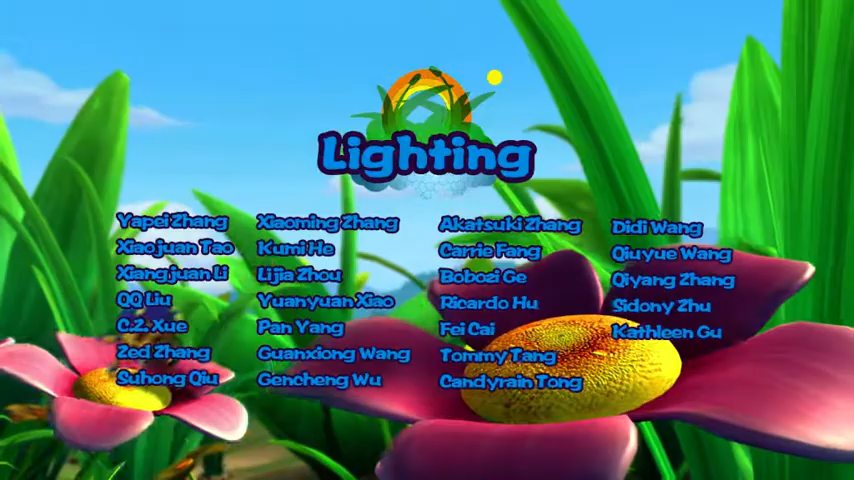 Lighting
Yapei Zhang
Xiaojuan Tao
Xiangjuan Li
QQ Liu
C.Z. Xue
Zed Zhang
Suhong Qiu
Xiaoming Zhang
Kumi He
Lijia Zhou
Yuanyuan Xiao
Pan Yang
Guanxiong Wang
Gencheng Wu
Akatsuki Zhang
Carrie Fang
Bobozi Ge
Ricardo Hu
Fei Cai
Tommy Tang
Candyrain Tong
Didi Wang
Qiuyue Wang
Qiyang Zhang
Sidony Zhu
Kathleen Gu